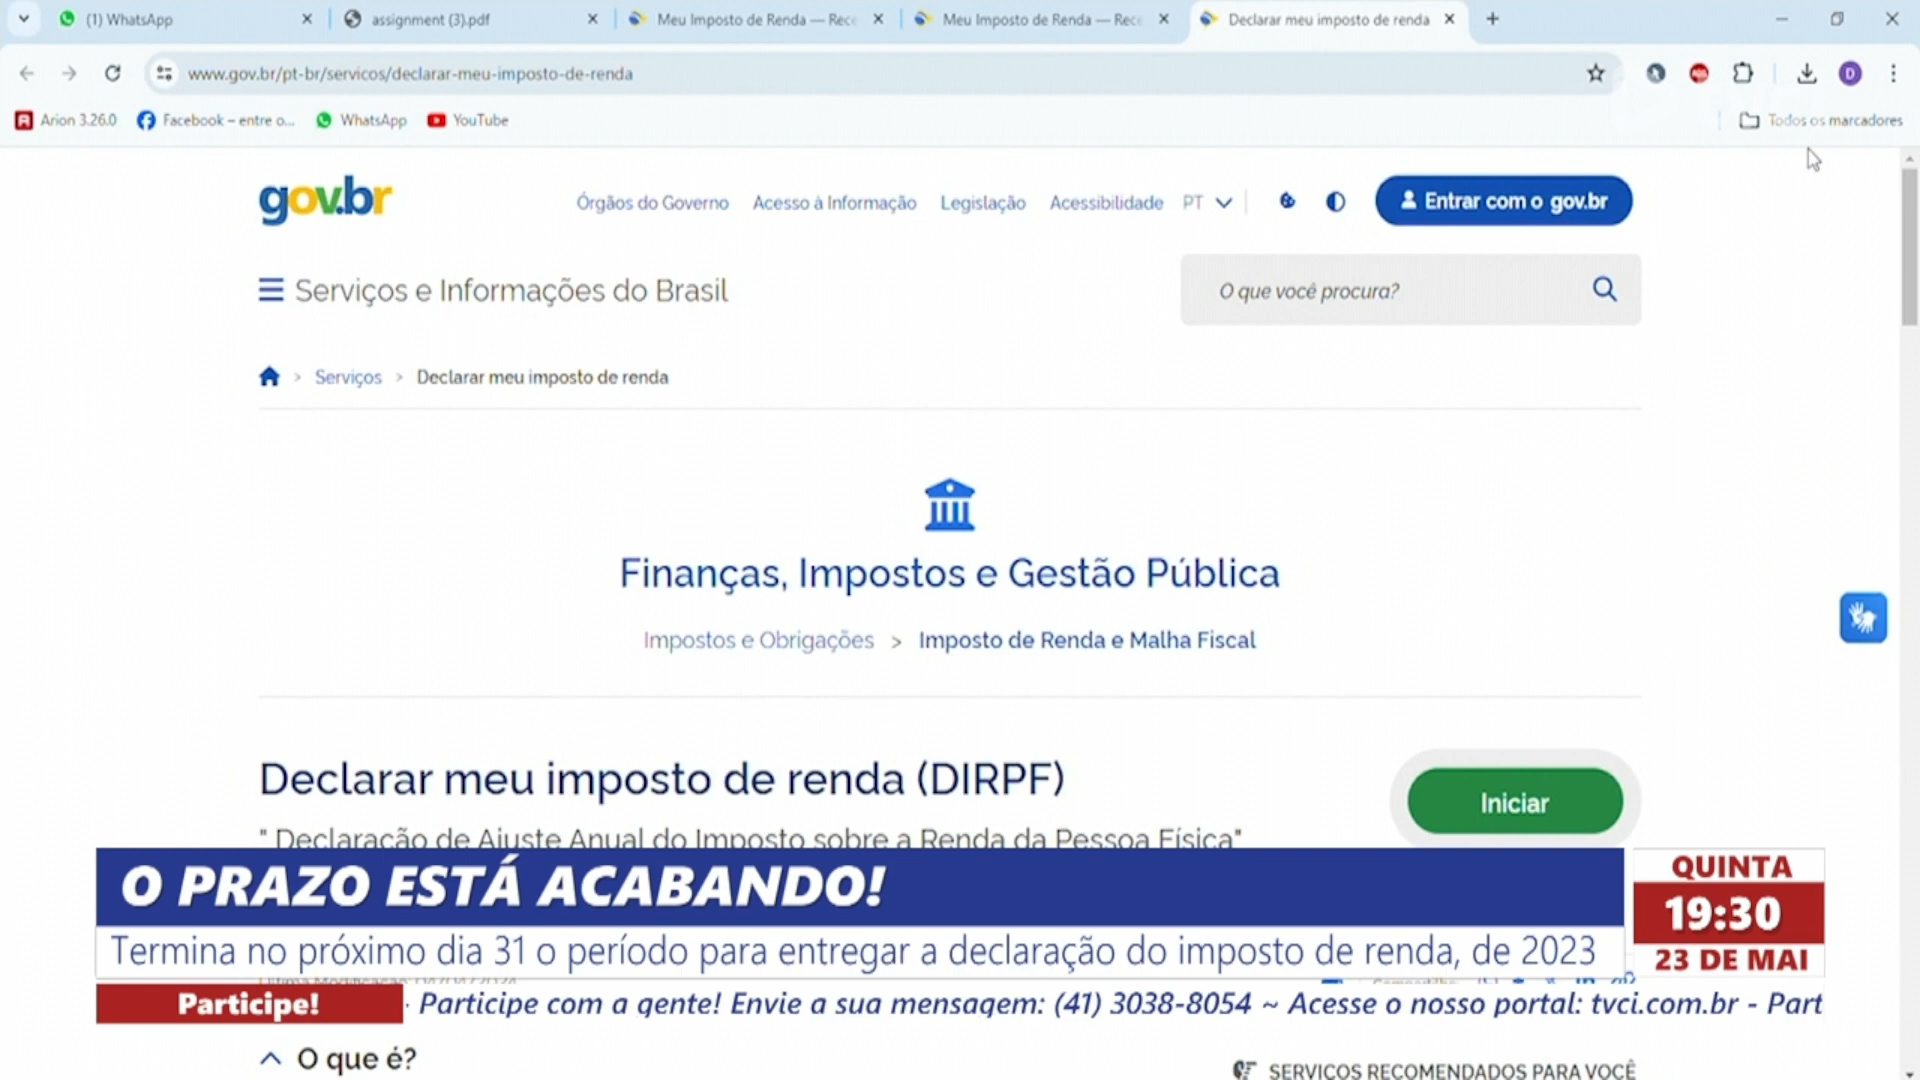 (1) WhatsApp
assignment (3).pdf
Meu Imposto de Renda — Rece
Meu Imposto de Renda — Rece
Declarar meu imposto de renda
www.gov.br/pt-br/servicos/declarar-meu-imposto-de-renda
D
Arion 3.26.0
Facebook – entre o...
WhatsApp
YouTube
Todos os marcadores
gov.br
Órgãos do Governo
Acesso à Informação
Legislação
Acessibilidade
PT
Entrar com o gov.br
Serviços e Informações do Brasil
O que você procura?
Serviços > Declarar meu imposto de renda
Finanças, Impostos e Gestão Pública
Impostos e Obrigações > Imposto de Renda e Malha Fiscal
Declarar meu imposto de renda (DIRPF)
Iniciar
" Declaração de Ajuste Anual do Imposto sobre a Renda da Pessoa Física"
O PRAZO ESTÁ ACABANDO!
Termina no próximo dia 31 o período para entregar a declaração do imposto de renda, de 2023
QUINTA
19:30
23 DE MAI
Participe!
Participe com a gente! Envie a sua mensagem: (41) 3038-8054 ~ Acesse o nosso portal: tvci.com.br - Part
O que é?
SERVIÇOS RECOMENDADOS PARA VOCÊ